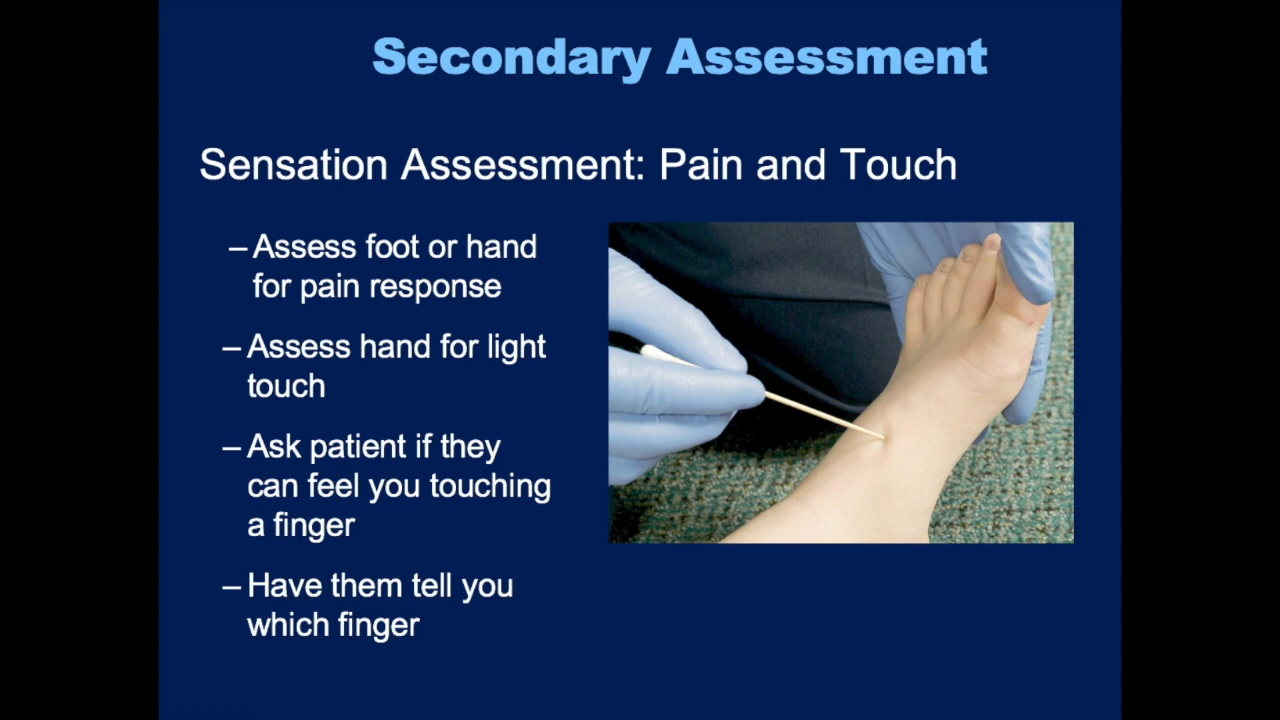 Secondary Assessment
Sensation Assessment: Pain and Touch
– Assess foot or hand
for pain response
– Assess hand for light
touch
– Ask patient if they
can feel you touching
a finger
– Have them tell you
which finger